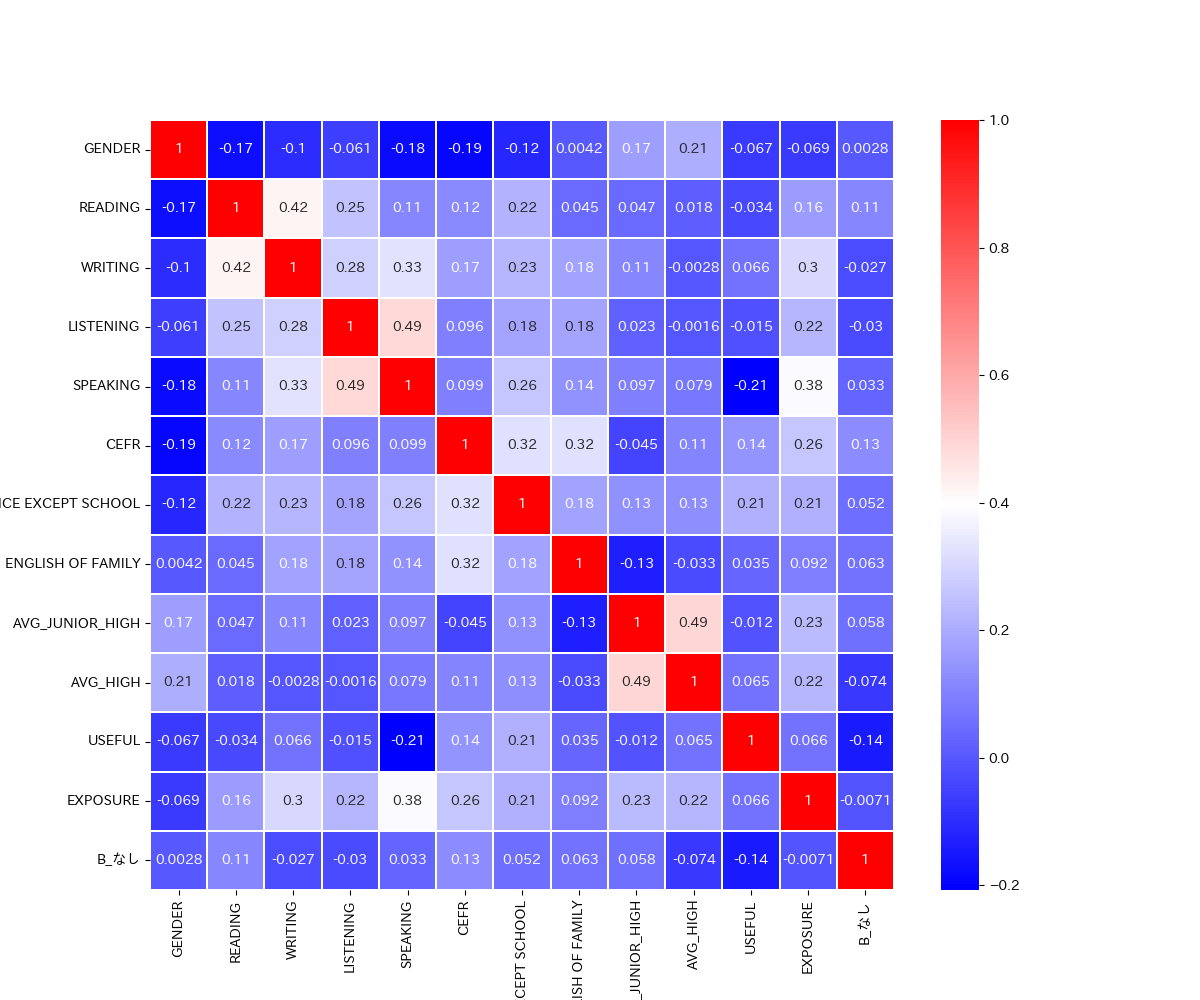 1.0
GENDER 1 -0.17 -0.1 -0.061 -0.18 -0.19 -0.12 0.0042 0.17 0.21 -0.067 -0.069 0.0028
READING -0.17 1 0.42 0.25 0.11 0.12 0.22 0.045 0.047 0.018 -0.034 0.16 0.11
0.8
WRITING -0.1 0.42 1 0.28 0.33 0.17 0.23 0.18 0.11 -0.0028 0.066 0.3 -0.027
LISTENING -0.061 0.25 0.28 1 0.49 0.096 0.18 0.18 0.023 -0.0016 -0.015 0.22 -0.03
0.6
SPEAKING -0.18 0.11 0.33 0.49 1 0.099 0.26 0.14 0.097 0.079 -0.21 0.38 0.033
CEFR -0.19 0.12 0.17 0.096 0.099 1 0.32 0.32 -0.045 0.11 0.14 0.26 0.13
ICE EXCEPT SCHOOL -0.12 0.22 0.23 0.18 0.26 0.32 1 0.18 0.13 0.13 0.21 0.21 0.052
0.4
ENGLISH OF FAMILY 0.0042 0.045 0.18 0.18 0.14 0.32 0.18 1 -0.13 -0.033 0.035 0.092 0.063
AVG_JUNIOR_HIGH 0.17 0.047 0.11 0.023 0.097 -0.045 0.13 -0.13 1 0.49 -0.012 0.23 0.058
0.2
AVG_HIGH 0.21 0.018 -0.0028 -0.0016 0.079 0.11 0.13 -0.033 0.49 1 0.065 0.22 -0.074
USEFUL -0.067 -0.034 0.066 -0.015 -0.21 0.14 0.21 0.035 -0.012 0.065 1 0.066 -0.14
0.0
EXPOSURE -0.069 0.16 0.3 0.22 0.38 0.26 0.21 0.092 0.23 0.22 0.066 1 -0.0071
B_なし 0.0028 0.11 -0.027 -0.03 0.033 0.13 0.052 0.063 0.058 -0.074 -0.14 -0.0071 1
−0.2
GENDER
READING
WRITING
LISTENING
SPEAKING
CEFR
CEPT SCHOOL
ISH OF FAMILY
_JUNIOR_HIGH
AVG_HIGH
USEFUL
EXPOSURE
B_なし